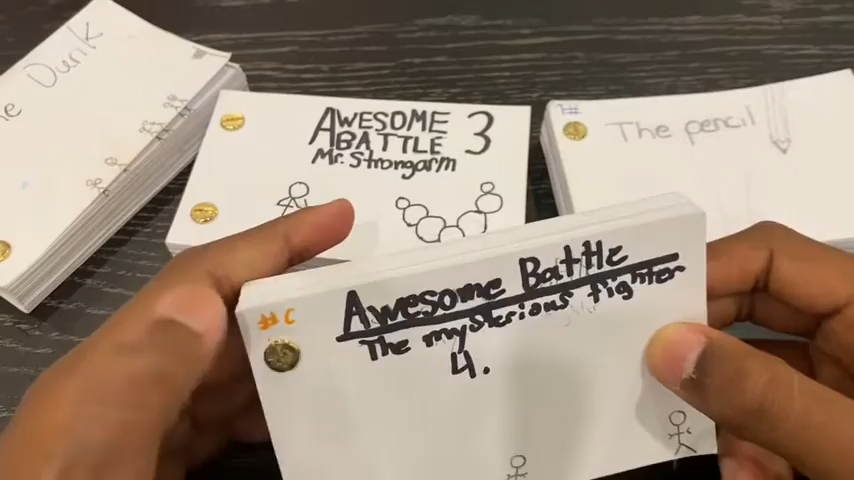 e Dunk
AWESOME
BATTLE 3
Mr. Strongarm
The pencil
#C
Awesome Battle
The mysterious fighter
4.